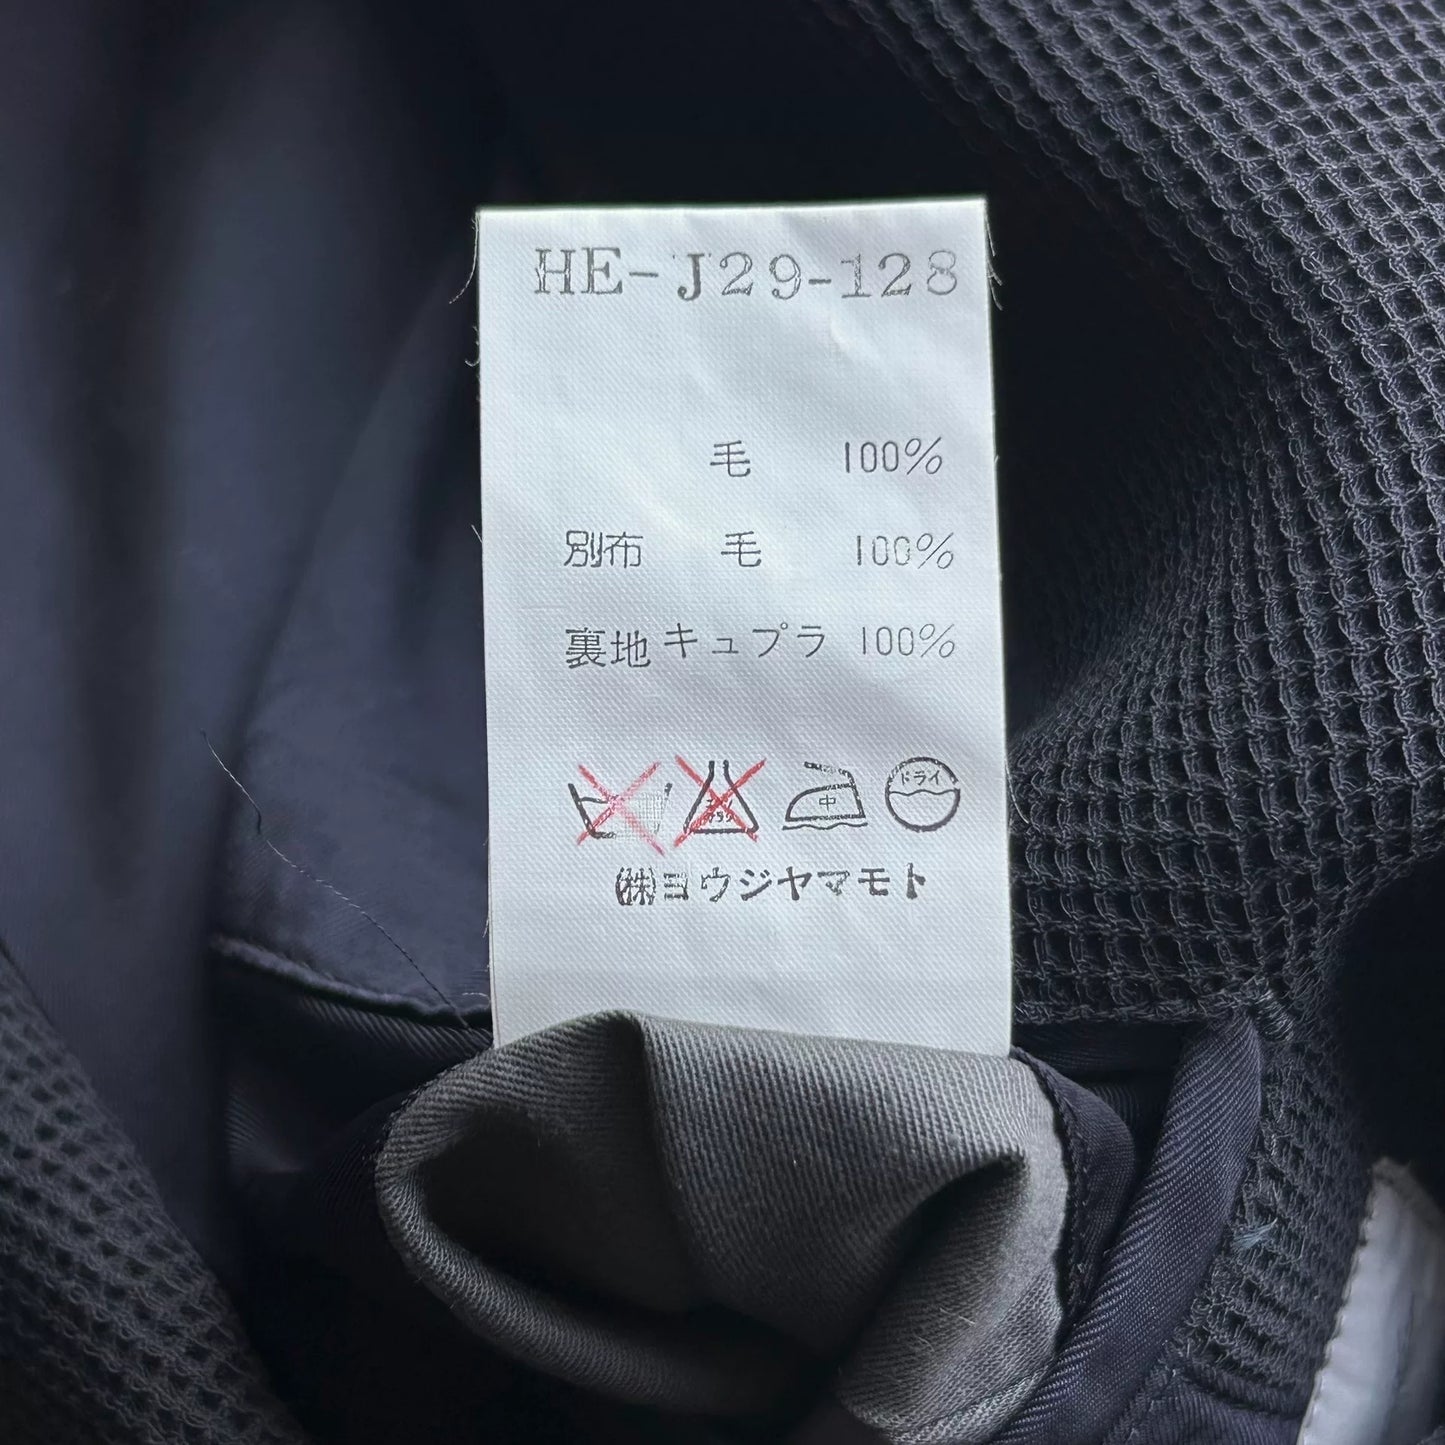 HE-J29-128
毛 100%
別布 毛 100%
裏地 キュプラ 100%
中 ドライ
(株)ヨウジヤマモト